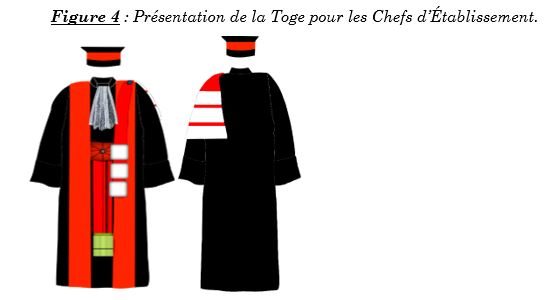 Figure 4 : Présentation de la Toge pour les Chefs d’Établissement.